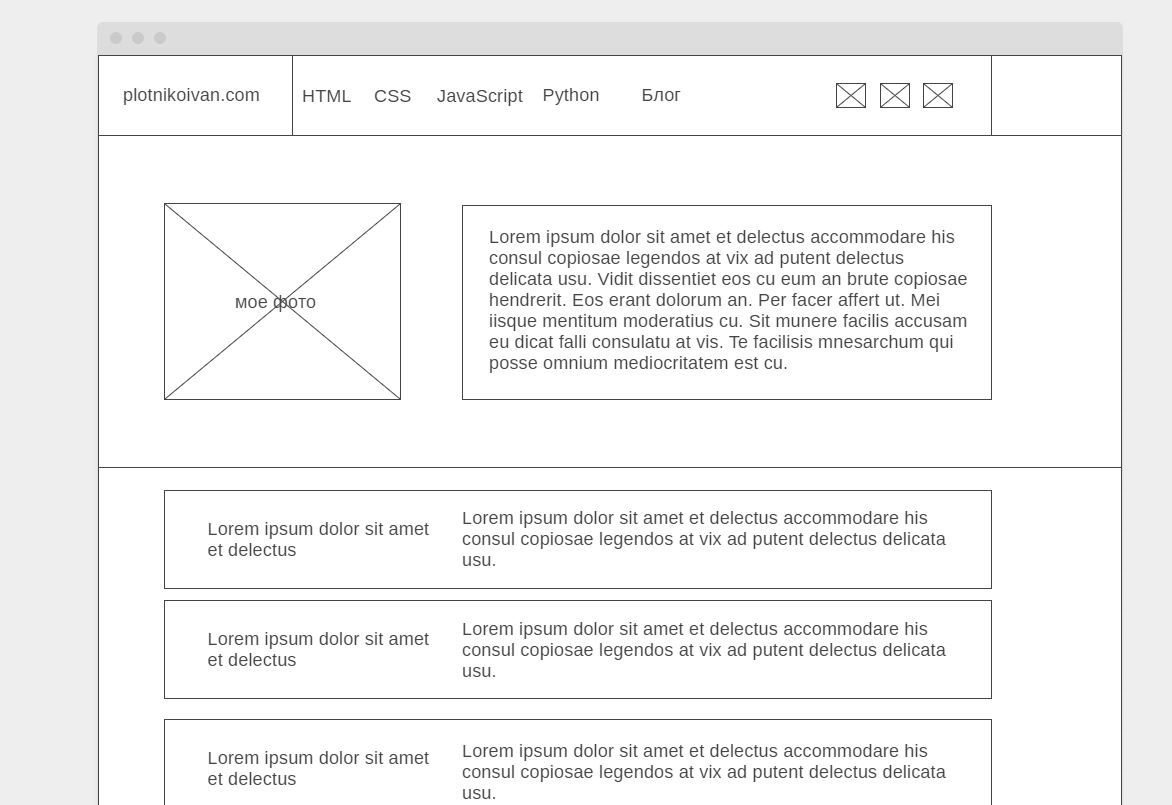 plotnikoivan.com HTML CSS JavaScript Python Блог
мое фото
Lorem ipsum dolor sit amet et delectus accommodare his
consul copiosae legendos at vix ad putent delectus
delicata usu. Vidit dissentiet eos cu eum an brute copiosae
hendrerit. Eos erant dolorum an. Per facer affert ut. Mei
iisque mentitum moderatius cu. Sit munere facilis accusam
eu dicat falli consulatu at vis. Te facilisis mnesarchum qui
posse omnium mediocritatem est cu.
Lorem ipsum dolor sit amet
et delectus
Lorem ipsum dolor sit amet et delectus accommodare his
consul copiosae legendos at vix ad putent delectus delicata
usu.
Lorem ipsum dolor sit amet
et delectus
Lorem ipsum dolor sit amet et delectus accommodare his
consul copiosae legendos at vix ad putent delectus delicata
usu.
Lorem ipsum dolor sit amet
et delectus
Lorem ipsum dolor sit amet et delectus accommodare his
consul copiosae legendos at vix ad putent delectus delicata
usu.